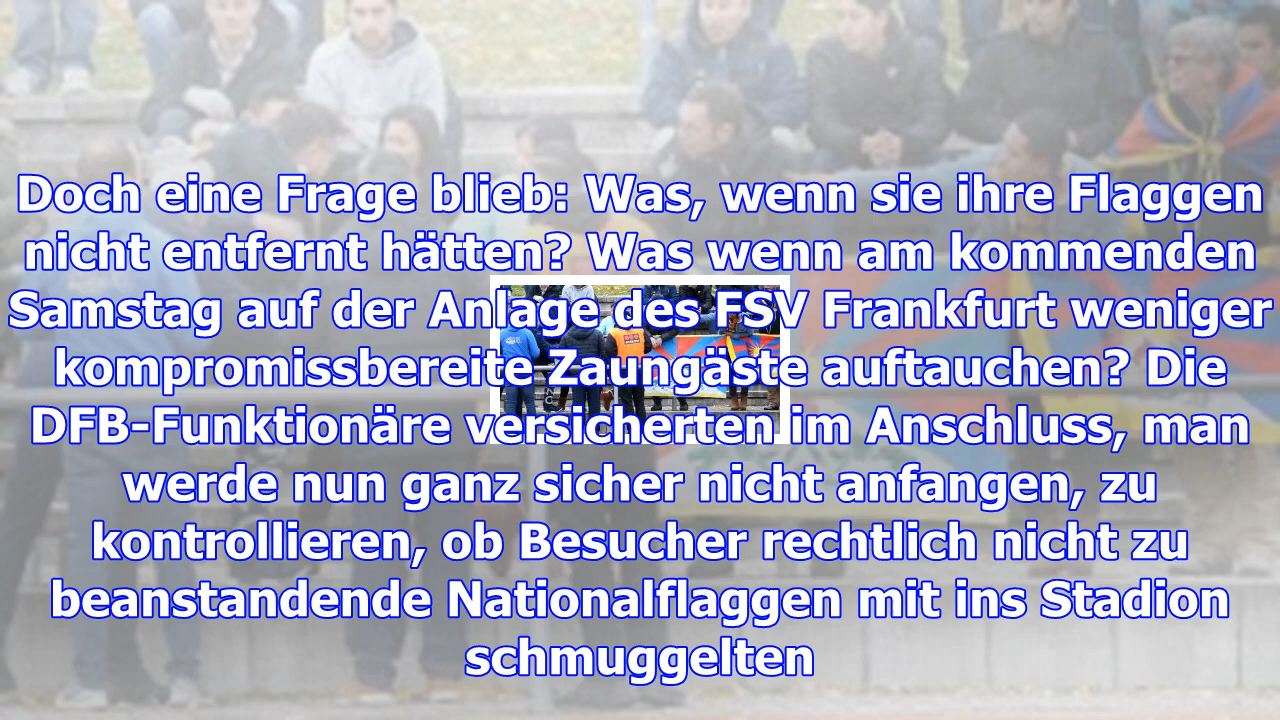 Doch eine Frage blieb: Was, wenn sie ihre Flaggen
nicht entfernt hätten? Was wenn am kommenden
Samstag auf der Anlage des FSV Frankfurt weniger
kompromissbereite Zaungäste auftauchen? Die
DFB-Funktionäre versicherten im Anschluss, man
werde nun ganz sicher nicht anfangen, zu
kontrollieren, ob Besucher rechtlich nicht zu
beanstandende Nationalflaggen mit ins Stadion
schmuggelten